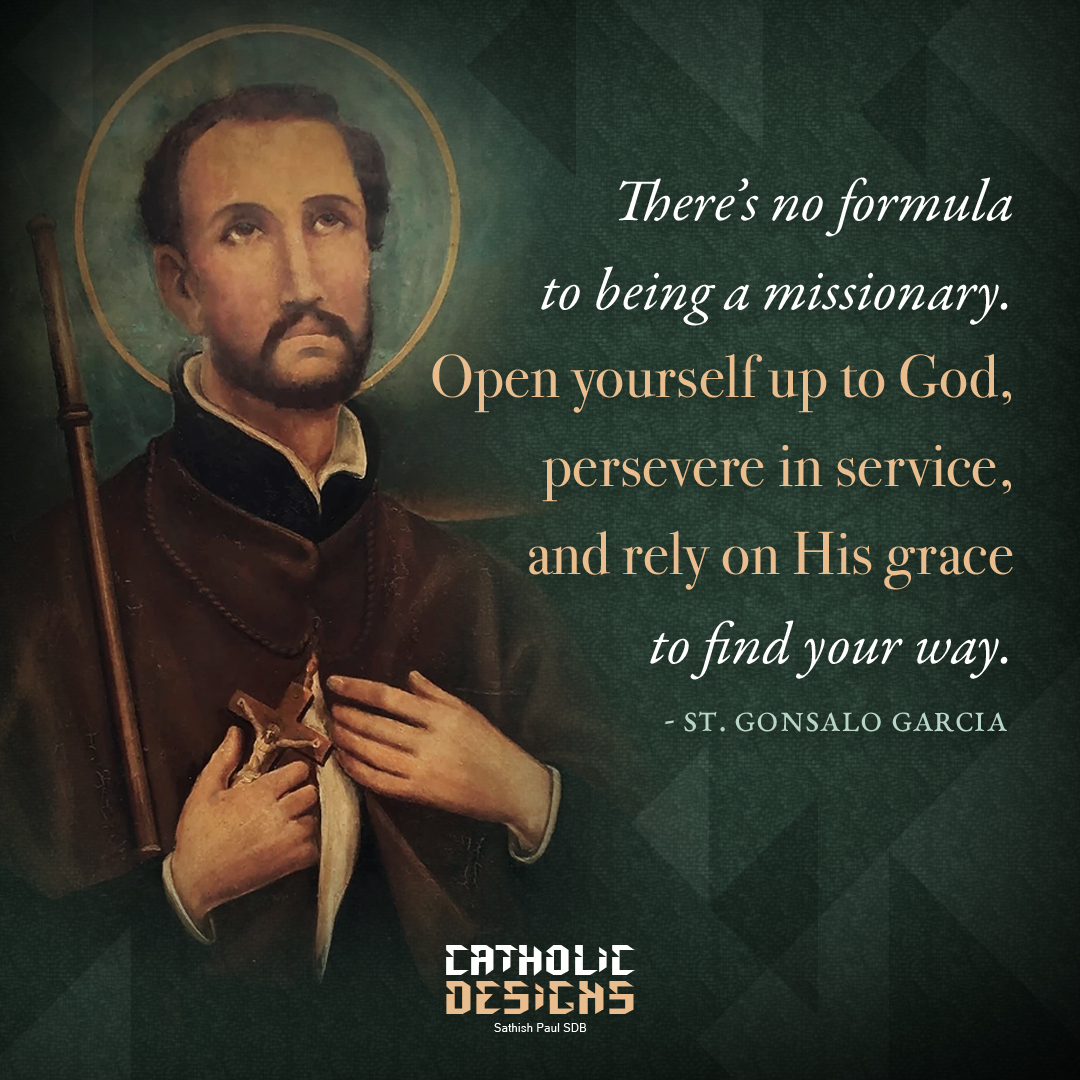 There's no formula
to being a missionary.
Open yourself up to God,
persevere in service,
and rely on His grace
to find your way.
- ST. GONSALO GARCIA
CATHOLIC
DESIGNS
Sathish Paul SDB